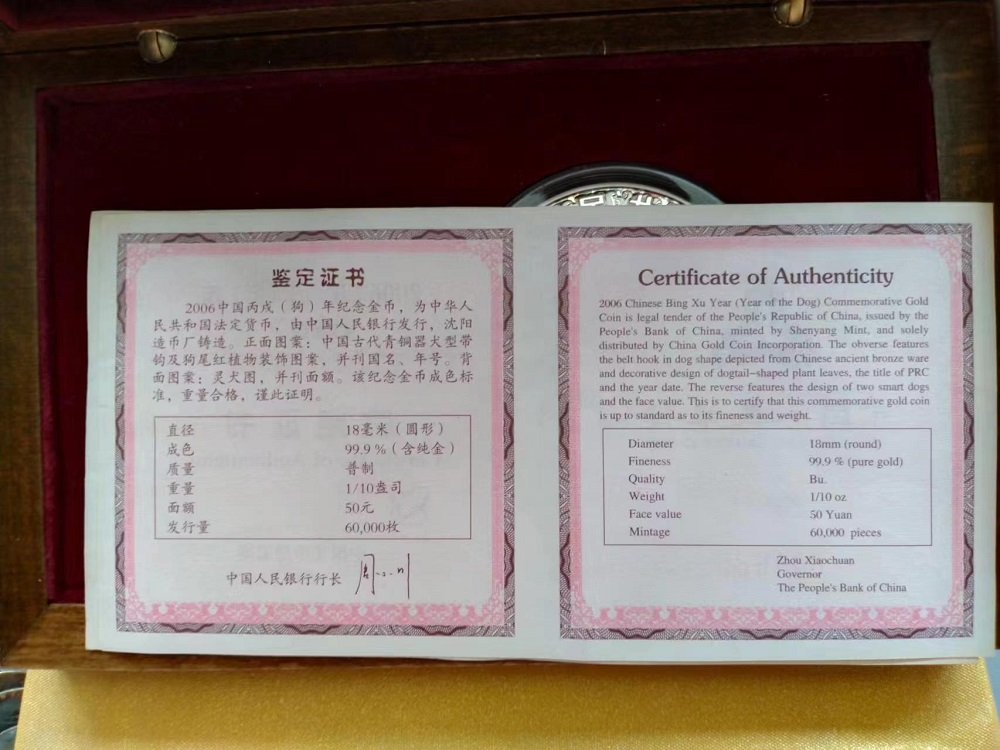 鉴定证书
2006中国丙戌（狗）年纪念金币，为中华人
民共和国法定货币，由中国人民银行发行，沈阳
造币厂铸造。正面图案：中国古代青铜器犬型带
钩及狗尾红植物装饰图案，并刊国名、年号。背
面图案：灵犬图，并刊面额。该纪念金币成色标
准，重量合格，谨此证明。
直径 18毫米（圆形）
成色 99.9%（含纯金）
质量 普制
重量 1/10盎司
面额 50元
发行量 60,000枚
中国人民银行行长
Certificate of Authenticity
2006 Chinese Bing Xu Year (Year of the Dog) Commemorative Gold
Coin is legal tender of the People's Republic of China, issued by the
People's Bank of China, minted by Shenyang Mint, and solely
distributed by China Gold Coin Incorporation. The obverse features
the belt hook in dog shape depicted from Chinese ancient bronze ware
and decorative design of dogtail-shaped plant leaves, the title of PRC
and the year date. The reverse features the design of two smart dogs
and the face value. This is to certify that this commemorative gold coin
is up to standard as to its fineness and weight.
Diameter 18mm (round)
Fineness 99.9 % (pure gold)
Quality Bu.
Weight 1/10 oz
Face value 50 Yuan
Mintage 60,000 pieces
Zhou Xiaochuan
Governor
The People's Bank of China